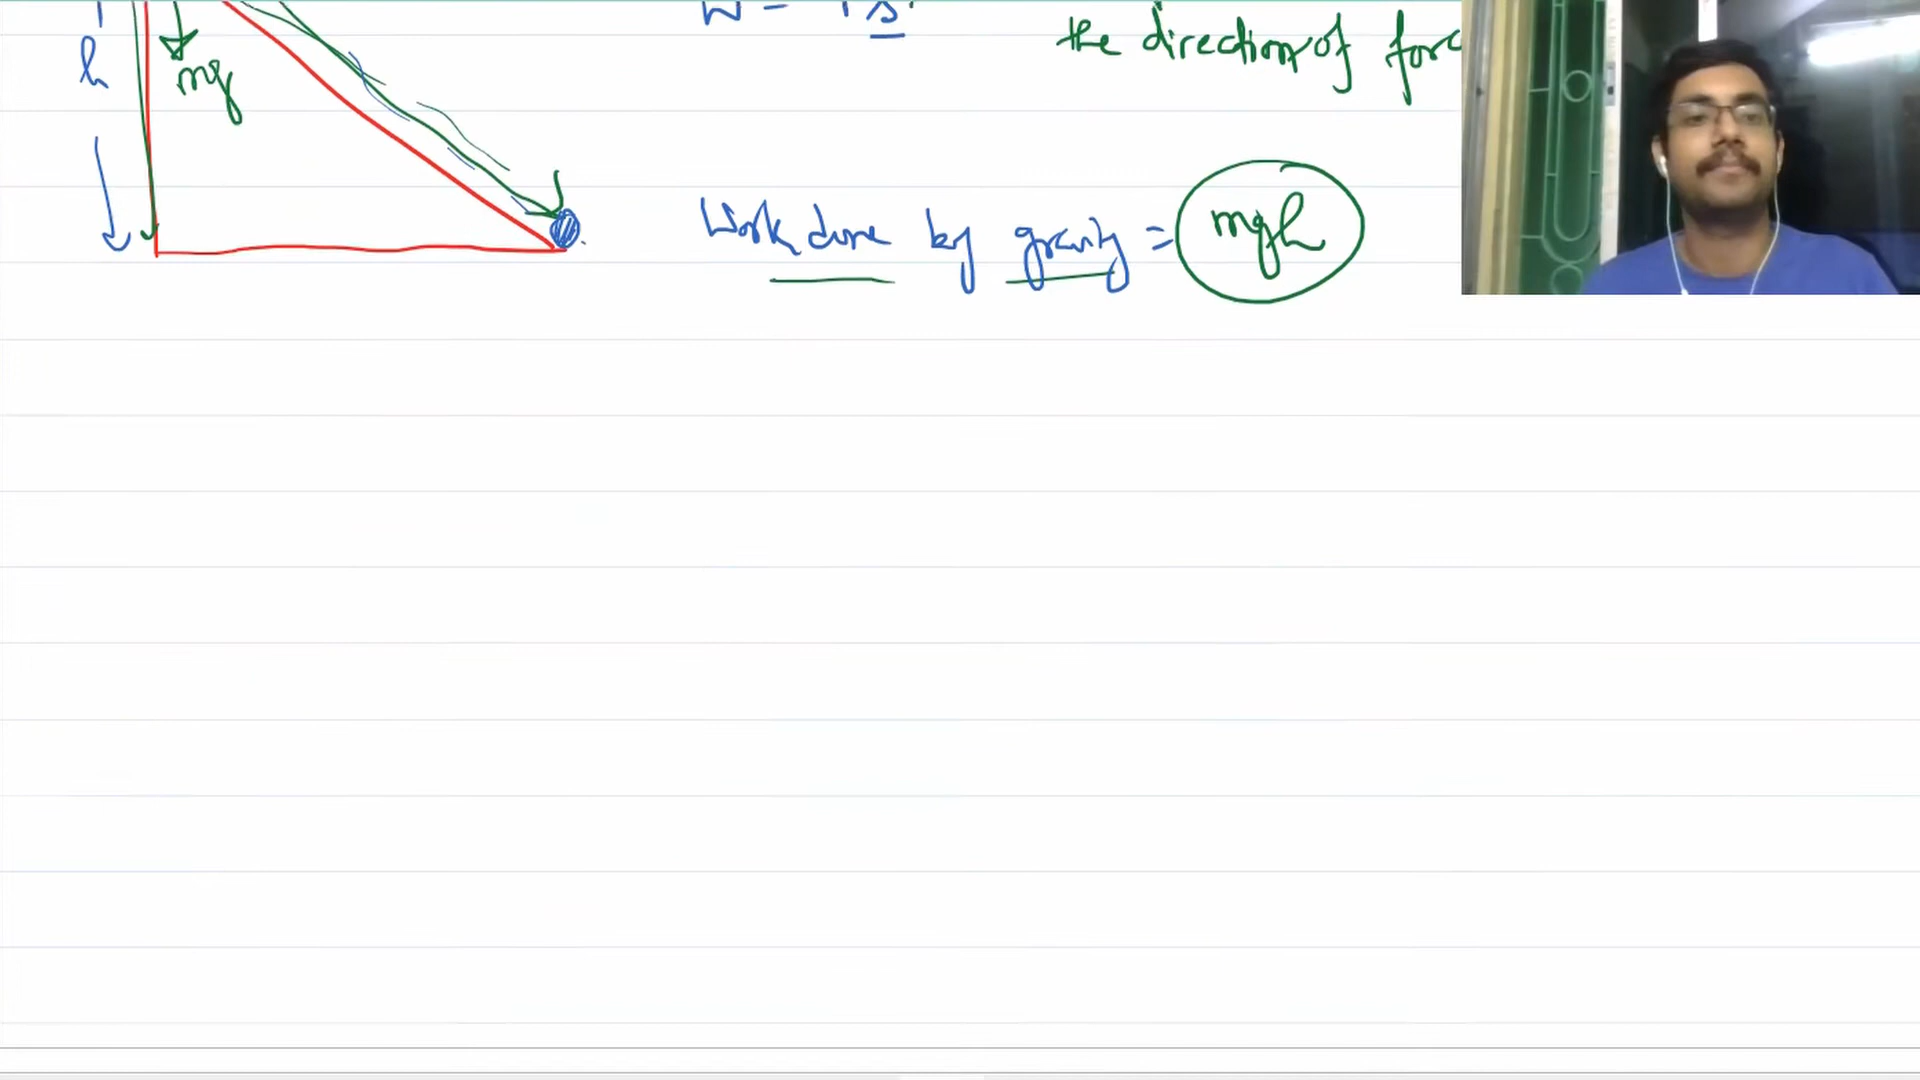 W = F s.
the direction of forc
h
mg
Work done by gravity = mgh